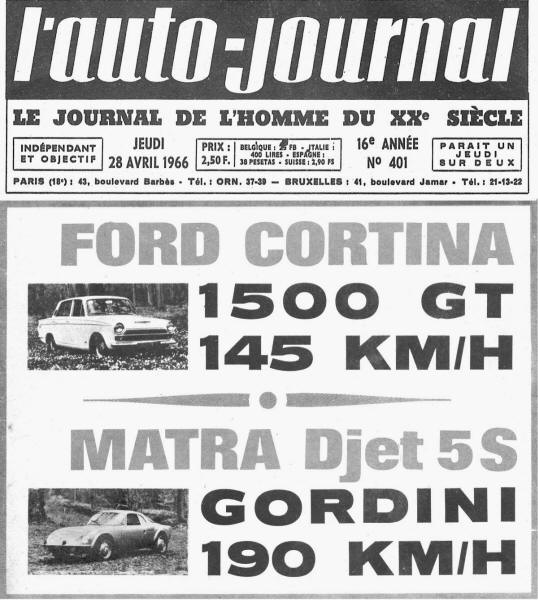 l'auto-journal
LE JOURNAL DE L'HOMME DU XXe SIÈCLE
INDÉPENDANT
ET OBJECTIF
JEUDI
28 AVRIL 1966
PRIX :
2,50 F.
BELGIQUE : 25 FB - ITALIE :
400 LIRES - ESPAGNE :
38 PESETAS - SUISSE : 2,90 FS
16e ANNÉE
No 401
PARAIT UN
JEUDI
SUR DEUX
PARIS (18e) : 43, boulevard Barbès - Tél. : ORN. 37-39 — BRUXELLES : 41, boulevard Jamar - Tél. : 21-13-22
FORD CORTINA
1500 GT
145 KM/H
MATRA Djet 5S
GORDINI
190 KM/H